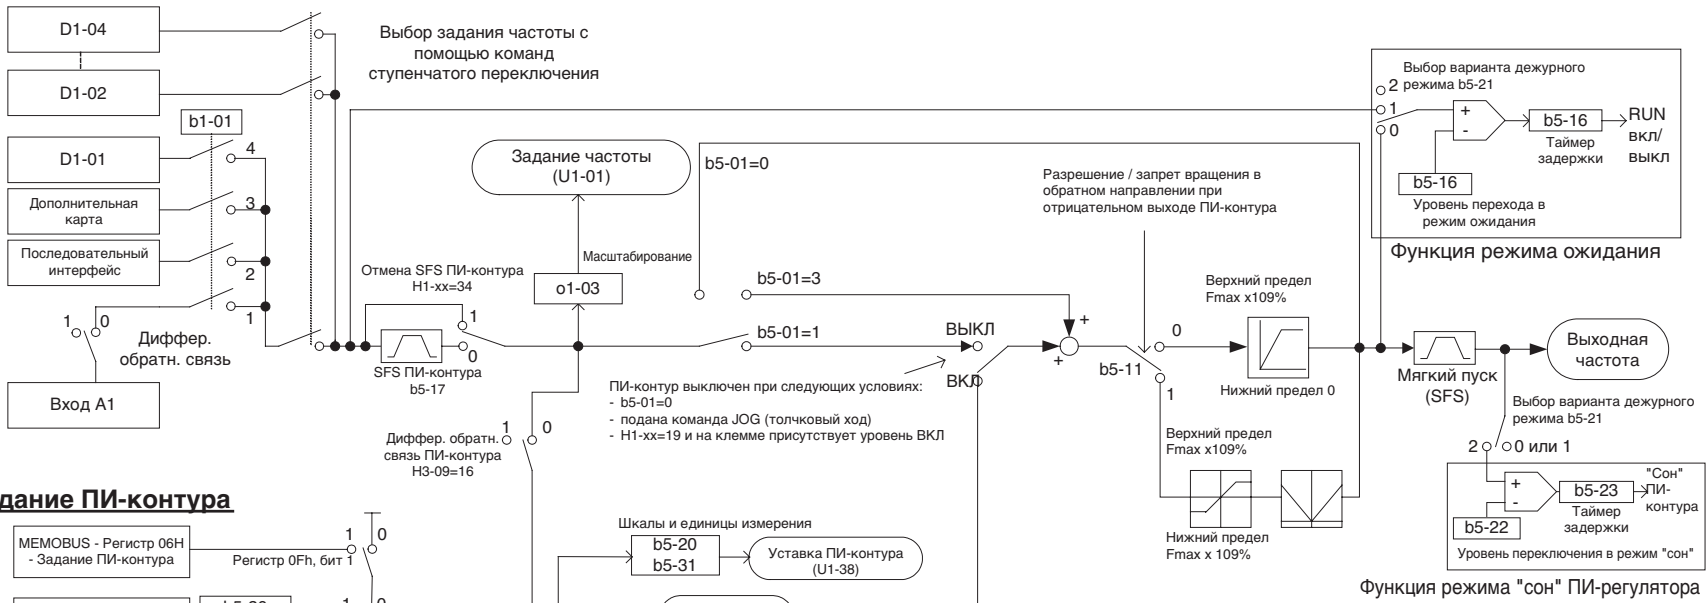 D1-04
D1-02
b1-01
D1-01
4
Дополнительная
карта
3
Последовательный
интерфейс
2
1
1
0
Диффер.
обратн. связь
Вход А1
Выбор задания частоты с
помощью команд
ступенчатого переключения
Задание частоты
(U1-01)
Масштабирование
o1-03
Отмена SFS ПИ-контура
H1-xx=34
1
0
SFS ПИ-контура
b5-17
b5-01=0
b5-01=3
b5-01=1
ВЫКЛ
ВКЛ
ПИ-контур выключен при следующих условиях:
- b5-01=0
- подана команда JOG (толчковый ход)
- H1-xx=19 и на клемме присутствует уровень ВКЛ
Диффер. обратн.
связь ПИ-контура
H3-09=16
1
0
Разрешение / запрет вращения в
обратном направлении при
отрицательном выходе ПИ-контура
+
+
b5-11
0
1
Верхний предел
Fmax x109%
Нижний предел 0
Верхний предел
Fmax x109%
Нижний предел
Fmax x 109%
Выбор варианта дежурного
режима b5-21
2
1
0
+
-
b5-16
Таймер
задержки
RUN
вкл/
выкл
b5-16
Уровень перехода в
режим ожидания
Функция режима ожидания
Мягкий пуск
(SFS)
Выходная
частота
Выбор варианта дежурного
режима b5-21
2
0 или 1
+
-
b5-23
Таймер
задержки
"Сон"
ПИ-
контура
b5-22
Уровень переключения в режим "сон"
Функция режима "сон" ПИ-регулятора
дание ПИ-контура
MEMOBUS - Регистр 06H
- Задание ПИ-контура
Регистр 0Fh, бит 1
1
0
1
0
Шкалы и единицы измерения
b5-20
b5-31
Уставка ПИ-контура
(U1-38)